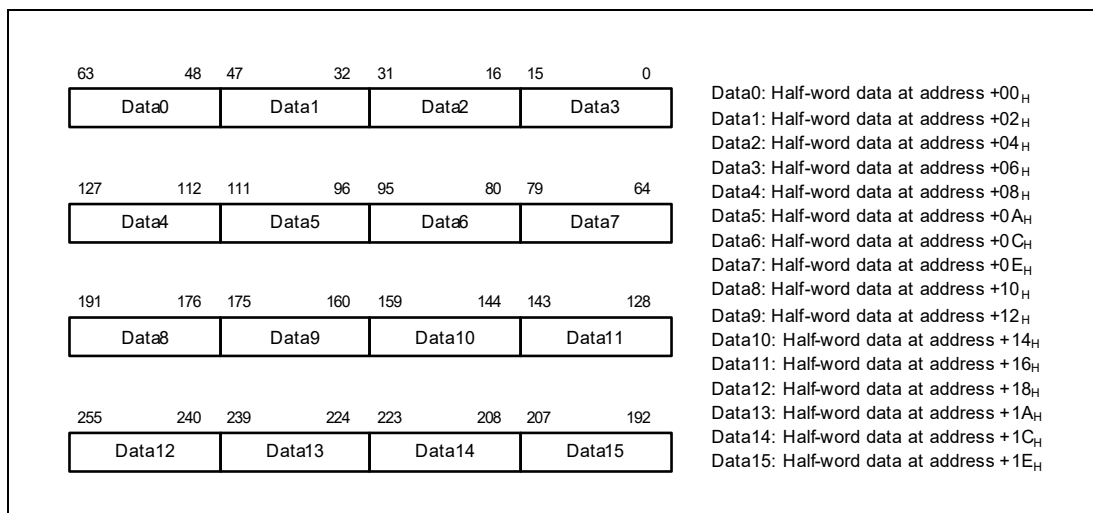 63 48 47 32 31 16 15 0
Data0 Data1 Data2 Data3
127 112 111 96 95 80 79 64
Data4 Data5 Data6 Data7
191 176 175 160 159 144 143 128
Data8 Data9 Data10 Data11
255 240 239 224 223 208 207 192
Data12 Data13 Data14 Data15
Data0: Half-word data at address +00H
Data1: Half-word data at address +02H
Data2: Half-word data at address +04H
Data3: Half-word data at address +06H
Data4: Half-word data at address +08H
Data5: Half-word data at address +0AH
Data6: Half-word data at address +0CH
Data7: Half-word data at address +0EH
Data8: Half-word data at address +10H
Data9: Half-word data at address +12H
Data10: Half-word data at address +14H
Data11: Half-word data at address +16H
Data12: Half-word data at address +18H
Data13: Half-word data at address +1AH
Data14: Half-word data at address +1CH
Data15: Half-word data at address +1EH